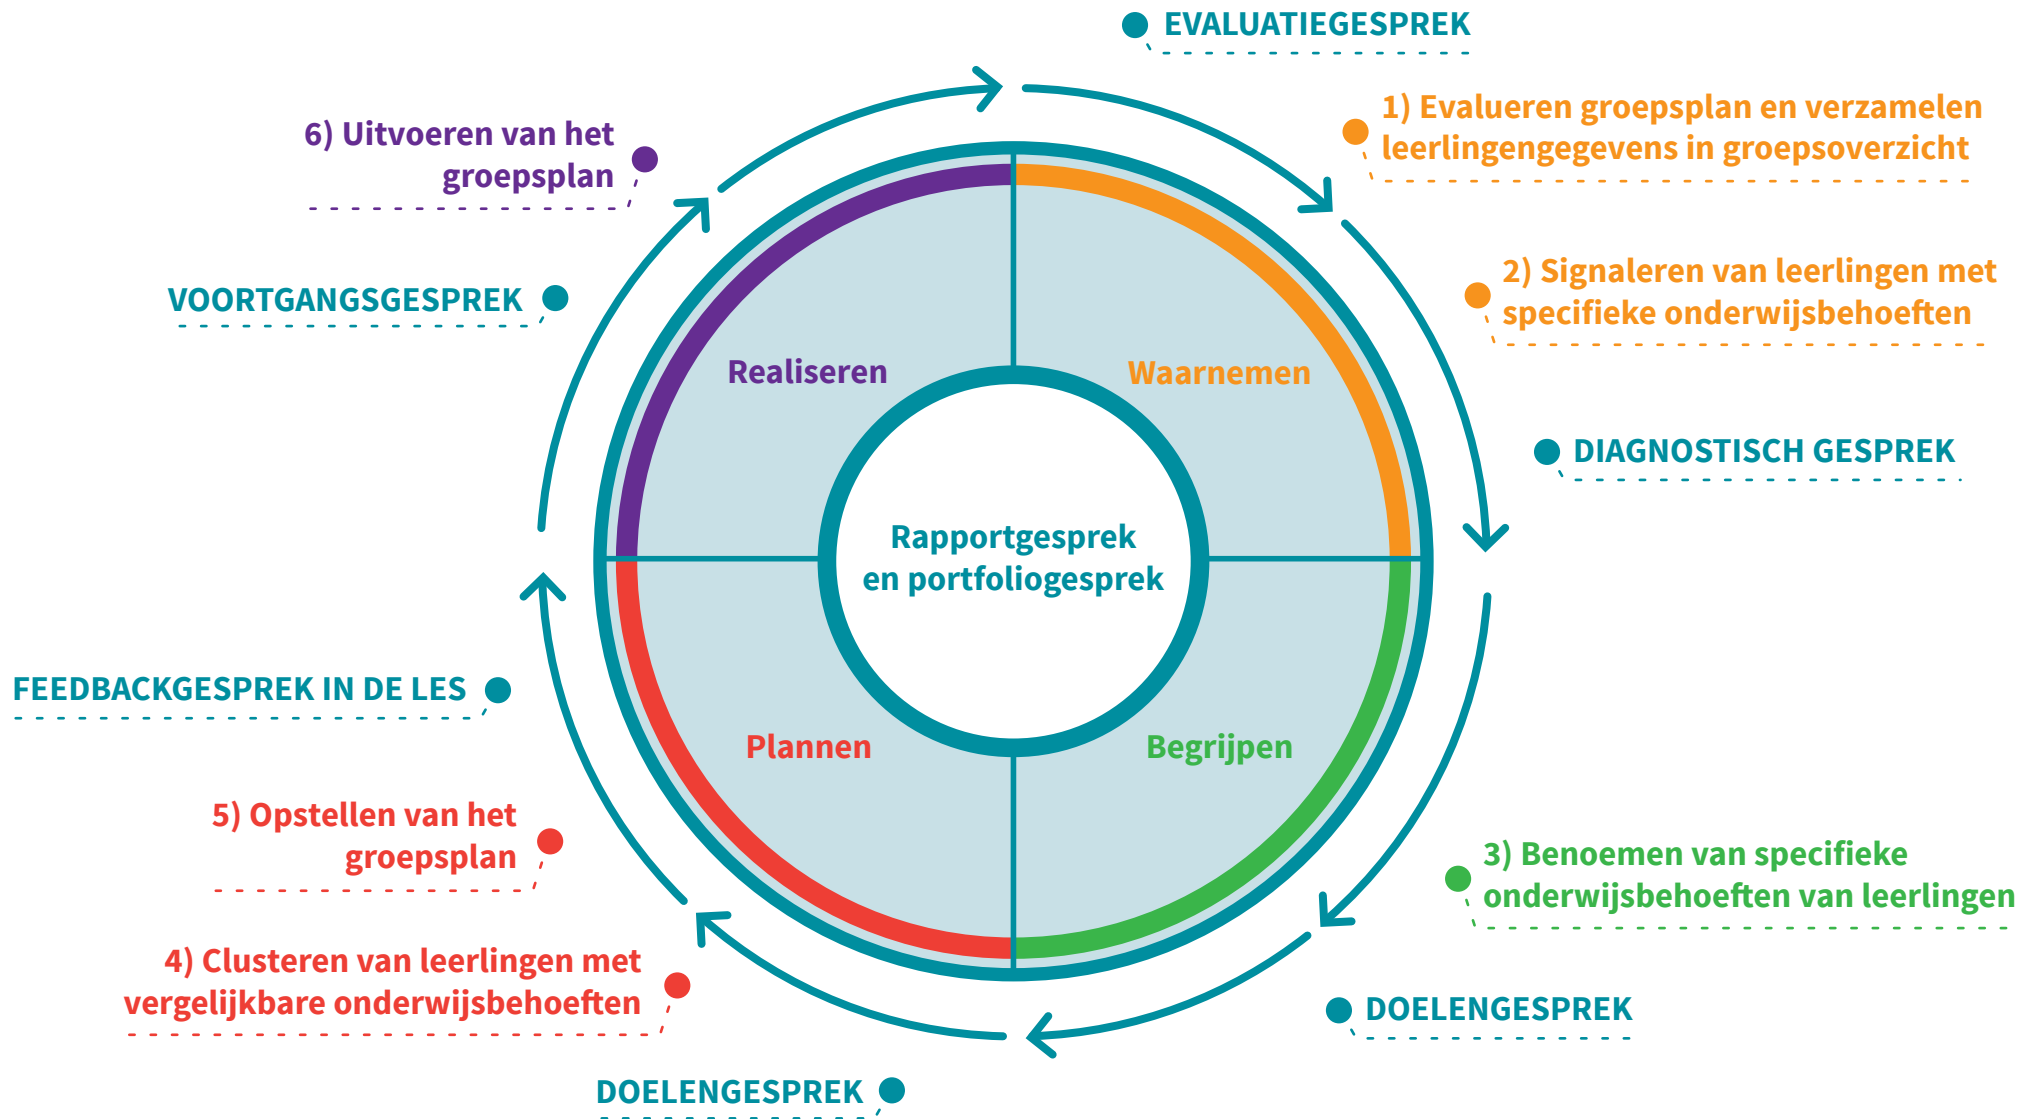 EVALUATIEGESPREK
1) Evalueren groepsplan en verzamelen
leerlingengegevens in groepsoverzicht
2) Signaleren van leerlingen met
specifieke onderwijsbehoeften
DIAGNOSTISCH GESPREK
3) Benoemen van specifieke
onderwijsbehoeften van leerlingen
DOELENGESPREK
DOELENGESPREK
4) Clusteren van leerlingen met
vergelijkbare onderwijsbehoeften
5) Opstellen van het
groepsplan
FEEDBACKGESPREK IN DE LES
VOORTGANGSGESPREK
6) Uitvoeren van het
groepsplan
Realiseren
Waarnemen
Rapportgesprek
en portfoliogesprek
Plannen
Begrijpen